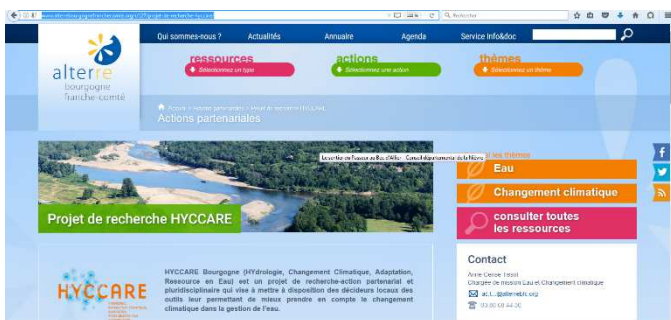 Rechercher
Qui sommes-nous ?
Actualités
Annuaire
Agenda
Service Info&doc
alterre
bourgogne
franche-comté
ressources
Sélectionnez un type
actions
Sélectionnez une action
thèmes
Sélectionnez un thème
Actions partenariales
les thèmes
Eau
Changement climatique
consulter toutes
les ressources
Projet de recherche HYCCARE
HYCCARE
HYCCARE Bourgogne (HYdrologie, Changement Climatique, Adaptation,
Ressource en Eau) est un projet de recherche-action partenarial et
pluridisciplinaire qui vise à mettre à disposition des décideurs locaux des
outils leur permettant de mieux prendre en compte le changement
climatique dans la gestion de l'eau.
Contact
Chargée de mission Eau et Changement climatique